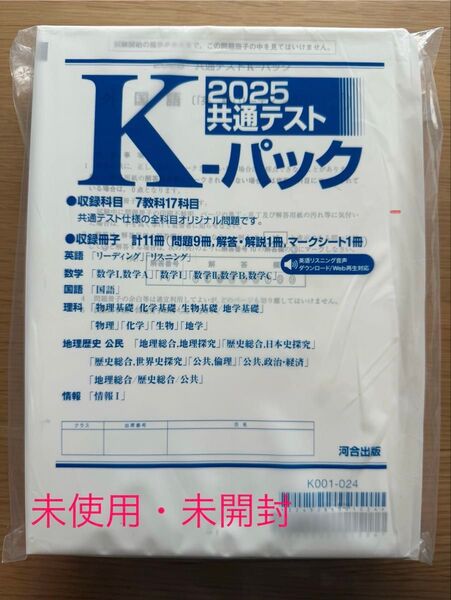 試験開始の指示があるまで、この問題冊子の中を見てはいけません。
2025 共通テストK-パック
2025
共通テスト
K-パック
●収録科目 7教科17科目
共通テスト仕様の全科目オリジナル問題です。
●収録冊子 計11冊(問題9冊,解答・解説1冊,マークシート1冊)
英語 「リーディング」「リスニング」
英語リスニング音声
ダウンロード/Web再生対応
数学 「数学Ⅰ,数学A」「数学Ⅰ」「数学Ⅱ,数学B,数学C」
国語 「国語」
理科 「物理基礎/化学基礎/生物基礎/地学基礎」
「物理」「化学」「生物」「地学」
地理歴史 公民 「地理総合,地理探究」「歴史総合,日本史探究」
「歴史総合,世界史探究」「公共,倫理」「公共,政治・経済」
「地理総合/歴史総合/公共」
情報 「情報Ⅰ」
クラス 出席番号 氏名
河合出版
K001-024
未使用・未開封